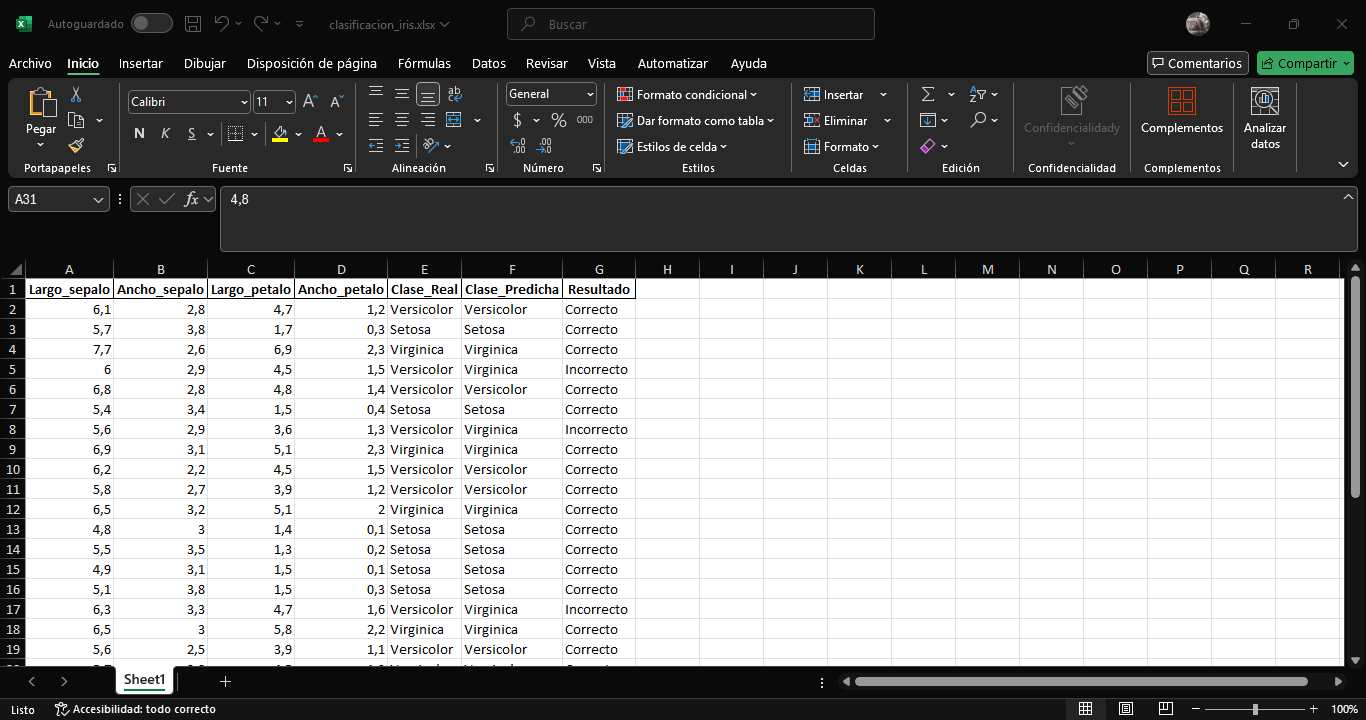 Autoguardado clasificacion_iris.xlsx Buscar
Archivo Inicio Insertar Dibujar Disposición de página Fórmulas Datos Revisar Vista Automatizar Ayuda Comentarios Compartir
Pegar
Portapapeles
Calibri 11
N K S
Fuente
ab
Alineación
General
$ % 000
Número
Formato condicional
Dar formato como tabla
Estilos de celda
Estilos
Insertar
Eliminar
Formato
Celdas
Edición
Confidencialidady
Confidencialidad
Complementos
Complementos
Analizar
datos
A31 fx 4,8
A B C D E F G H I J K L M N O P Q R
1 Largo_sepalo Ancho_sepalo Largo_petalo Ancho_petalo Clase_Real Clase_Predicha Resultado
2 6,1 2,8 4,7 1,2 Versicolor Versicolor Correcto
3 5,7 3,8 1,7 0,3 Setosa Setosa Correcto
4 7,7 2,6 6,9 2,3 Virginica Virginica Correcto
5 6 2,9 4,5 1,5 Versicolor Virginica Incorrecto
6 6,8 2,8 4,8 1,4 Versicolor Versicolor Correcto
7 5,4 3,4 1,5 0,4 Setosa Setosa Correcto
8 5,6 2,9 3,6 1,3 Versicolor Virginica Incorrecto
9 6,9 3,1 5,1 2,3 Virginica Virginica Correcto
10 6,2 2,2 4,5 1,5 Versicolor Versicolor Correcto
11 5,8 2,7 3,9 1,2 Versicolor Versicolor Correcto
12 6,5 3,2 5,1 2 Virginica Virginica Correcto
13 4,8 3 1,4 0,1 Setosa Setosa Correcto
14 5,5 3,5 1,3 0,2 Setosa Setosa Correcto
15 4,9 3,1 1,5 0,1 Setosa Setosa Correcto
16 5,1 3,8 1,5 0,3 Setosa Setosa Correcto
17 6,3 3,3 4,7 1,6 Versicolor Virginica Incorrecto
18 6,5 3 5,8 2,2 Virginica Virginica Correcto
19 5,6 2,5 3,9 1,1 Versicolor Versicolor Correcto
Sheet1
Listo Accesibilidad: todo correcto 100%